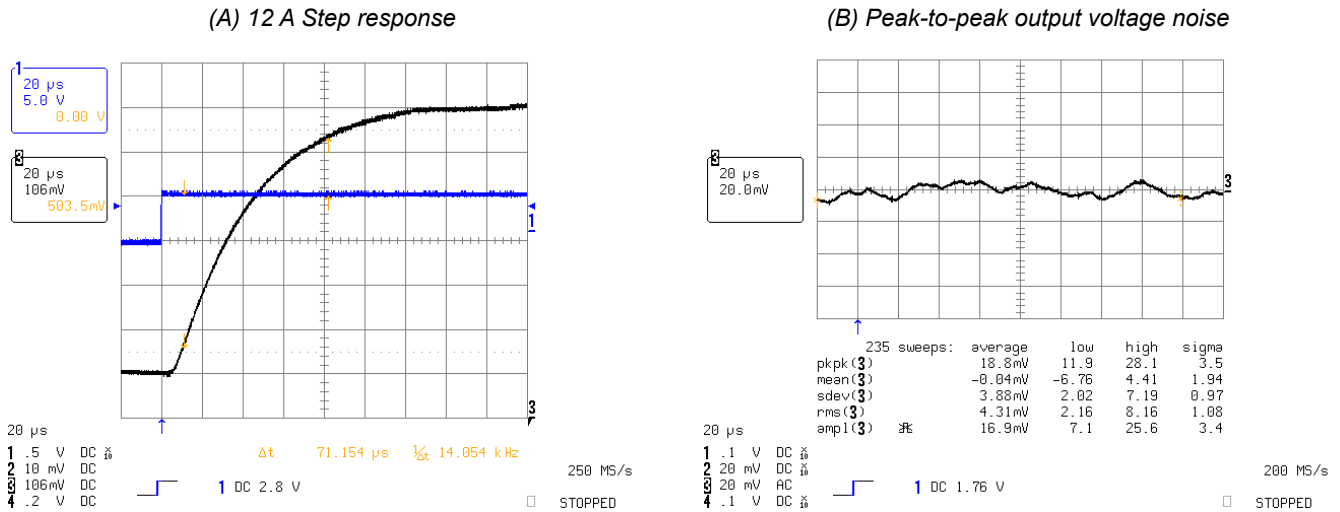 (A) 12 A Step response
1
20 µs
5.0 V
0.00 V
3
20 µs
106mV
503.5mV
1
3
20 µs
1 .5 V DC ×10
2 10 mV DC
3 106mV DC
4 .2 V DC
Δt 71.154 µs 1/Δt 14.054 kHz
1 DC 2.8 V
250 MS/s
STOPPED
(B) Peak-to-peak output voltage noise
3
20 µs
20.0mV
3
235 sweeps: average low high sigma
pkpk(3) 18.8mV 11.9 28.1 3.5
mean(3) -0.04mV -6.76 4.41 1.94
sdev(3) 3.88mV 2.02 7.19 0.97
rms(3) 4.31mV 2.16 8.16 1.08
ampl(3) 16.9mV 7.1 25.6 3.4
20 µs
1 .1 V DC ×10
2 20 mV DC ×10
3 20 mV AC
4 .1 V DC ×10
1 DC 1.76 V
200 MS/s
STOPPED